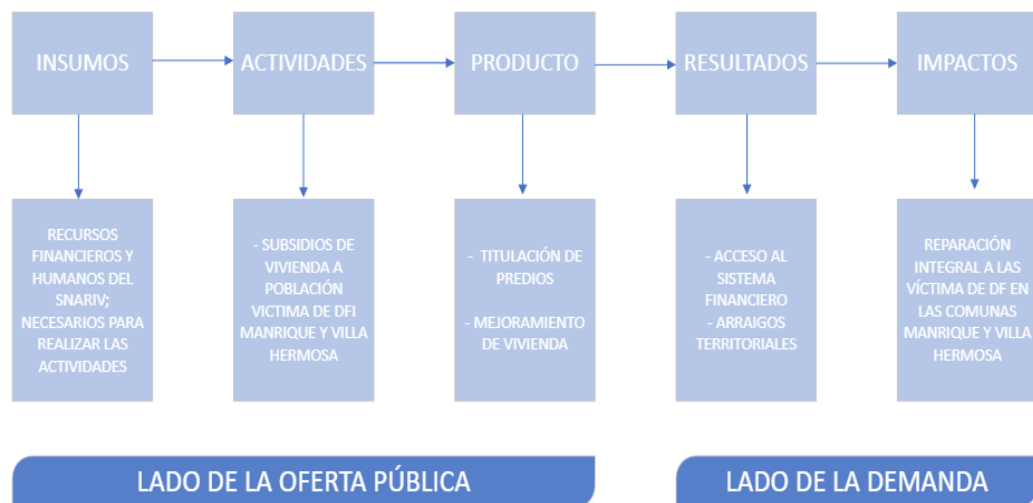 INSUMOS
ACTIVIDADES
PRODUCTO
RESULTADOS
IMPACTOS
RECURSOS
FINANCIEROS Y
HUMANOS DEL
SNARIV;
NECESARIOS PARA
REALIZAR LAS
ACTIVIDADES
- SUBSIDIOS DE
VIVIENDA A
POBLACIÓN
VICTIMA DE DFI
MANRIQUE Y VILLA
HERMOSA
- TITULACIÓN DE
PREDIOS
- MEJORAMIENTO
DE VIVIENDA
- ACCESO AL
SISTEMA
FINANCIERO
- ARRAIGOS
TERRITORIALES
REPARACIÓN
INTEGRAL A LAS
VÍCTIMA DE DF EN
LAS COMUNAS
MANRIQUE Y VILLA
HERMOSA
LADO DE LA OFERTA PÚBLICA
LADO DE LA DEMANDA